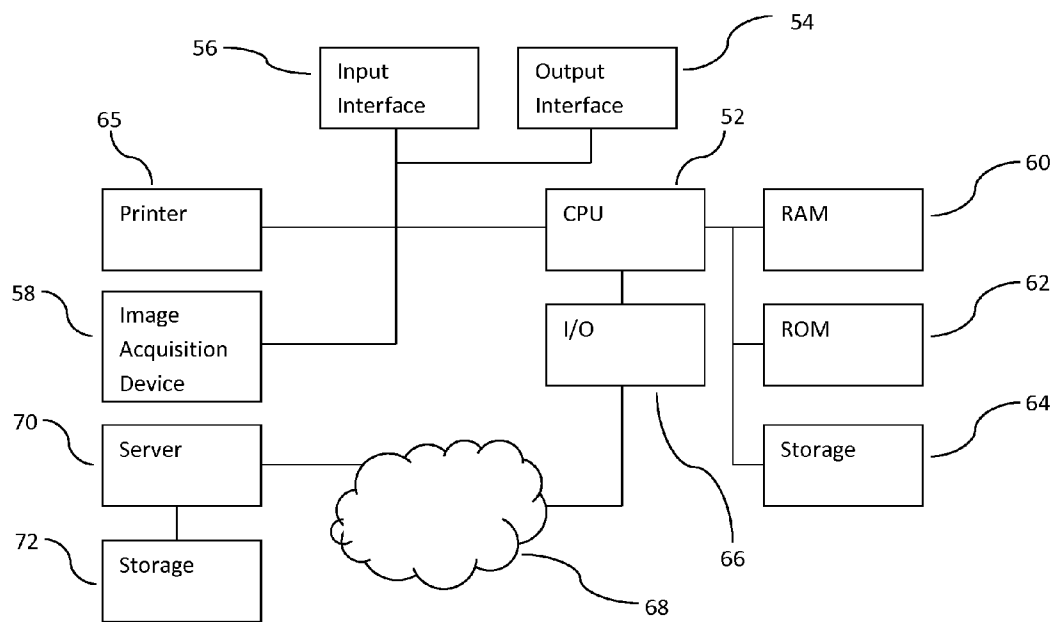 56
Input
Interface
Output
Interface
54
65
52
Printer
CPU
RAM
60
58
Image
Acquisition
Device
I/O
ROM
62
70
Server
Storage
64
72
Storage
66
68